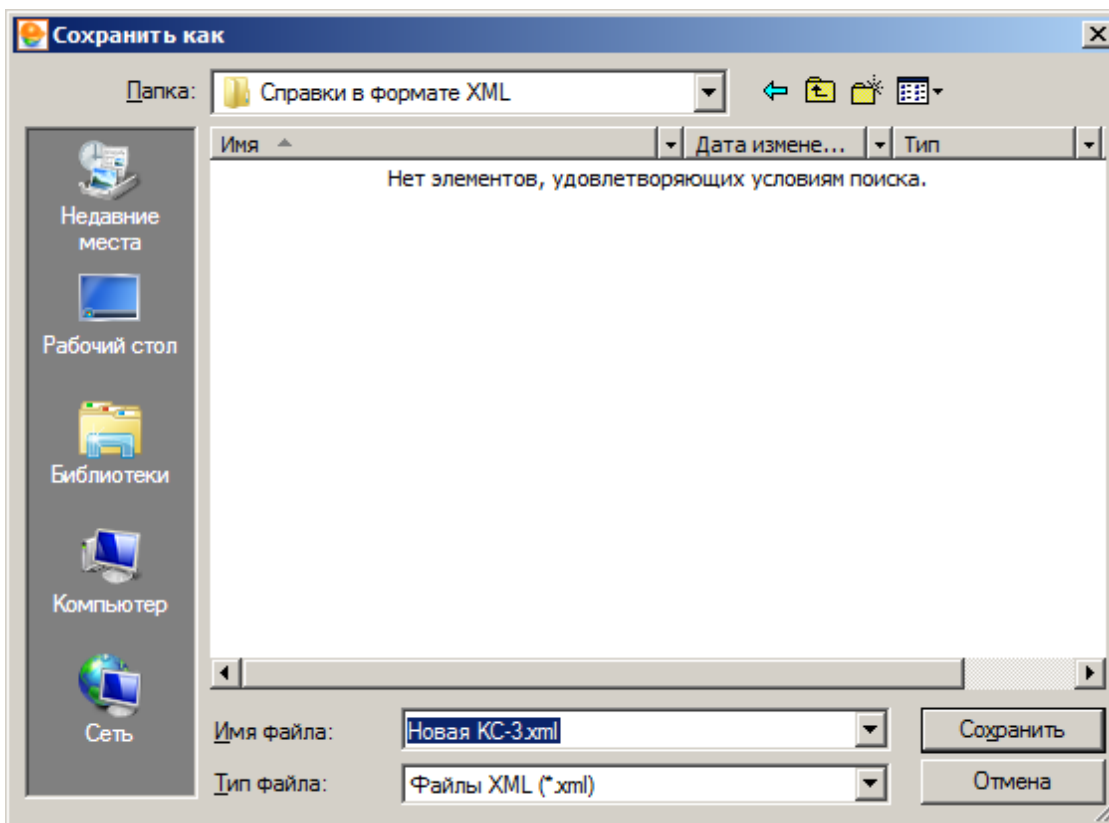 Сохранить как
Папка:
Справки в формате XML
Имя
Дата измене...
Тип
Нет элементов, удовлетворяющих условиям поиска.
Недавние
места
Рабочий стол
Библиотеки
Компьютер
Сеть
Имя файла:
Новая КС-3.xml
Сохранить
Тип файла:
Файлы XML (*.xml)
Отмена